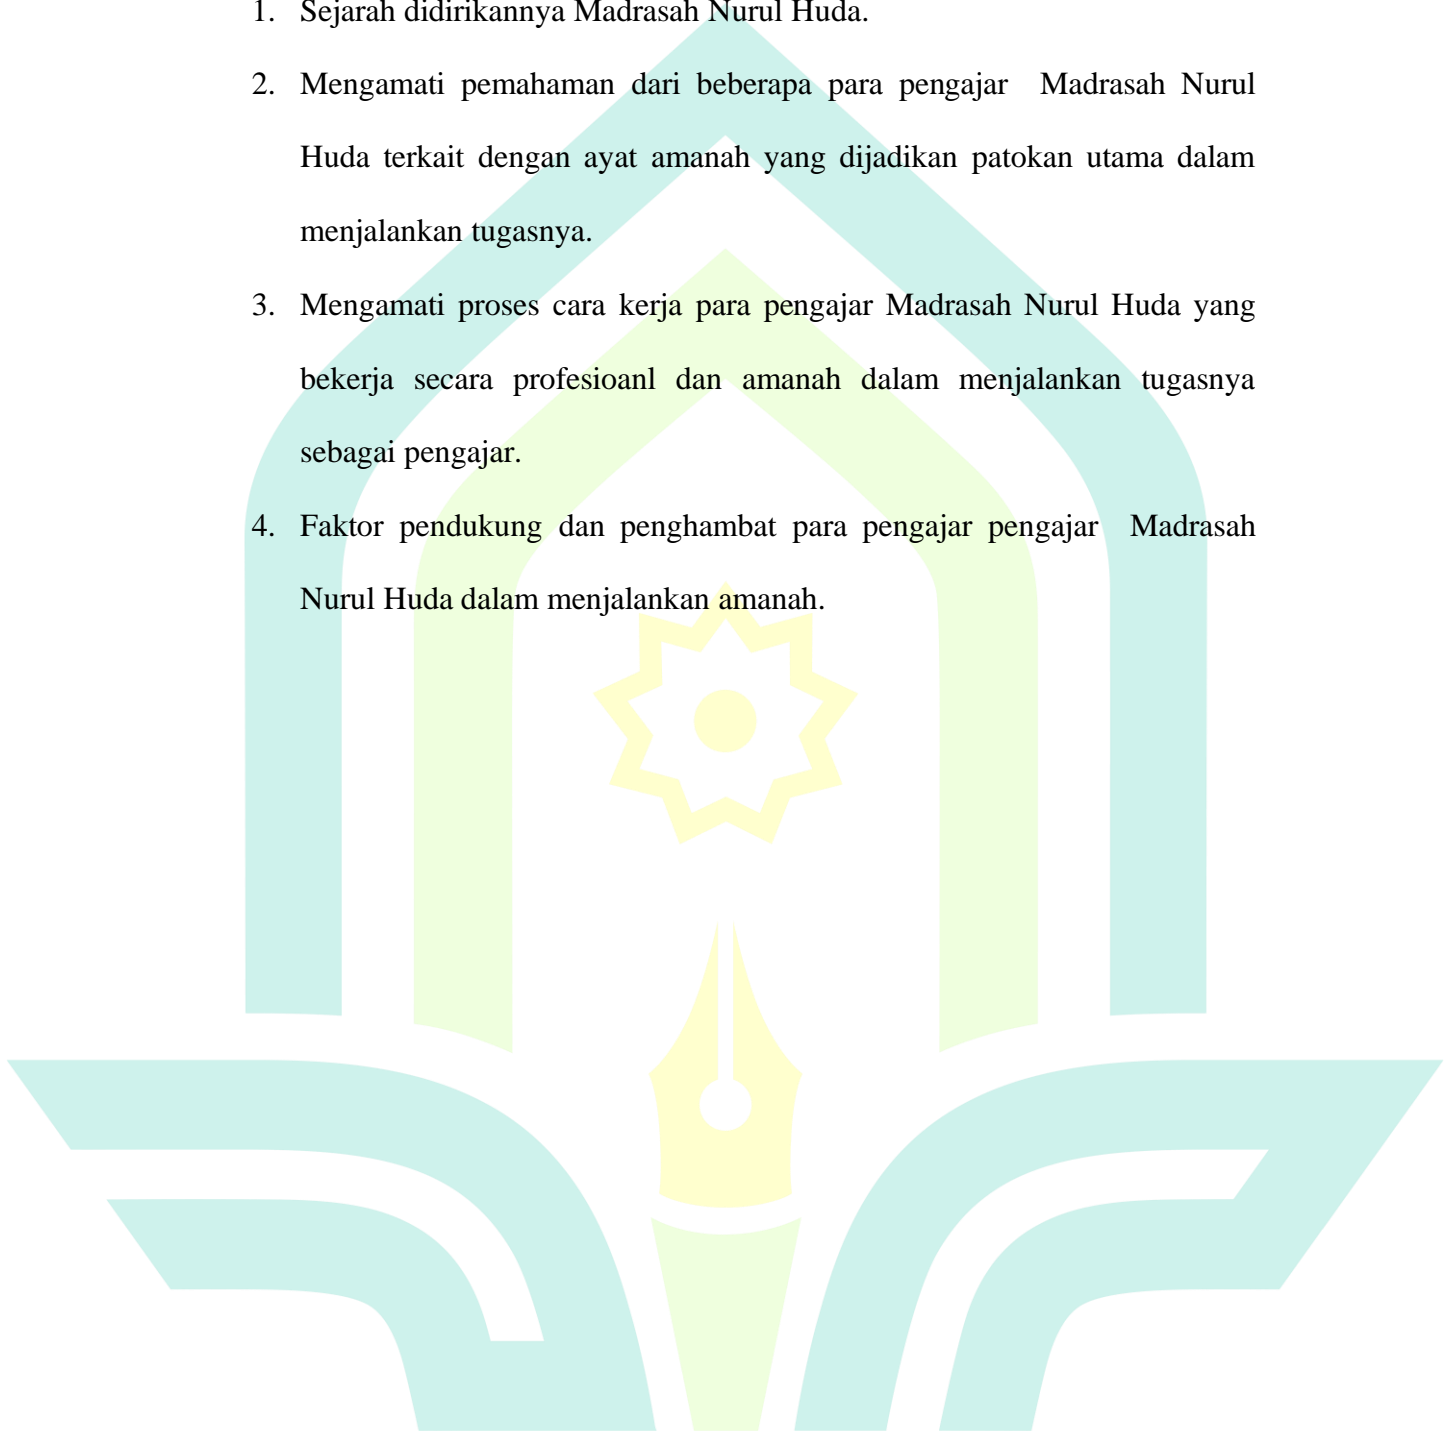 1. Sejarah didirikannya Madrasah Nurul Huda.
2. Mengamati pemahaman dari beberapa para pengajar Madrasah Nurul
Huda terkait dengan ayat amanah yang dijadikan patokan utama dalam
menjalankan tugasnya.
3. Mengamati proses cara kerja para pengajar Madrasah Nurul Huda yang
bekerja secara profesioanl dan amanah dalam menjalankan tugasnya
sebagai pengajar.
4. Faktor pendukung dan penghambat para pengajar pengajar Madrasah
Nurul Huda dalam menjalankan amanah.